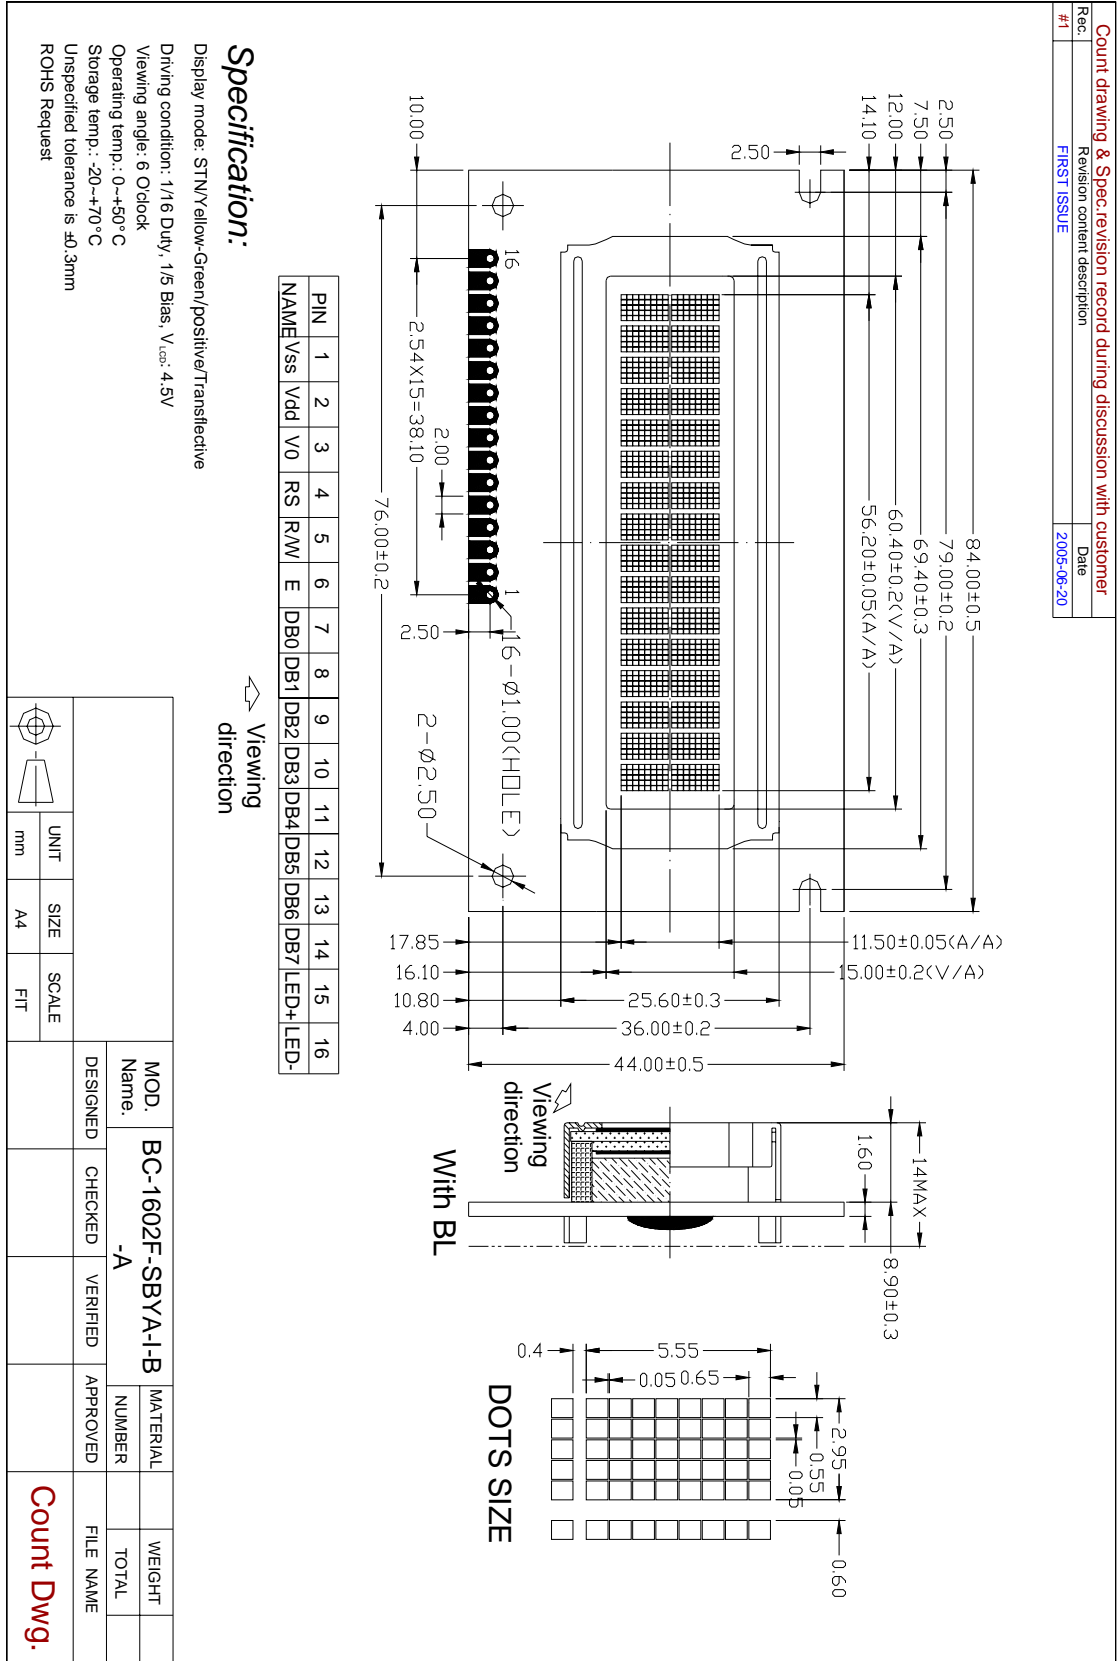 Count drawing & Spec.revision record during discussion with customer
Rec. Revision content description Date
#1 FIRST ISSUE 2005-06-20
84.00±0.5
2.50 79.00±0.2
7.50 69.40±0.3
12.00 60.40±0.2(V/A)
14.10 56.20±0.05(A/A)
2.50
16 1
2.54X15=38.10
2.00
10.00
76.00±0.2
2.50
16-Ø1.00(HOLE)
2-Ø2.50
17.85 11.50±0.05(A/A)
16.10 15.00±0.2(V/A)
10.80 25.60±0.3
4.00 36.00±0.2
44.00±0.5
14MAX
1.60 8.90±0.3
Viewing
direction
With BL
2.95 0.60
0.55
0.05
5.55
0.05 0.65
0.4
DOTS SIZE
PIN 1 2 3 4 5 6 7 8 9 10 11 12 13 14 15 16
NAME Vss Vdd V0 RS R/W E DB0 DB1 DB2 DB3 DB4 DB5 DB6 DB7 LED+ LED-
Viewing
direction
Specification:
Display mode: STN/Yellow-Green/positive/Transflective
Driving condition: 1/16 Duty, 1/5 Bias, VLCD: 4.5V
Viewing angle: 6 O'clock
Operating temp.: 0~+50°C
Storage temp.: -20~+70°C
Unspecified tolerance is ±0.3mm
ROHS Request
MOD.
Name.
BC-1602F-SBYA-I-B
-A
MATERIAL WEIGHT
NUMBER TOTAL
DESIGNED CHECKED VERIFIED APPROVED FILE NAME
UNIT SIZE SCALE
mm A4 FIT
Count Dwg.